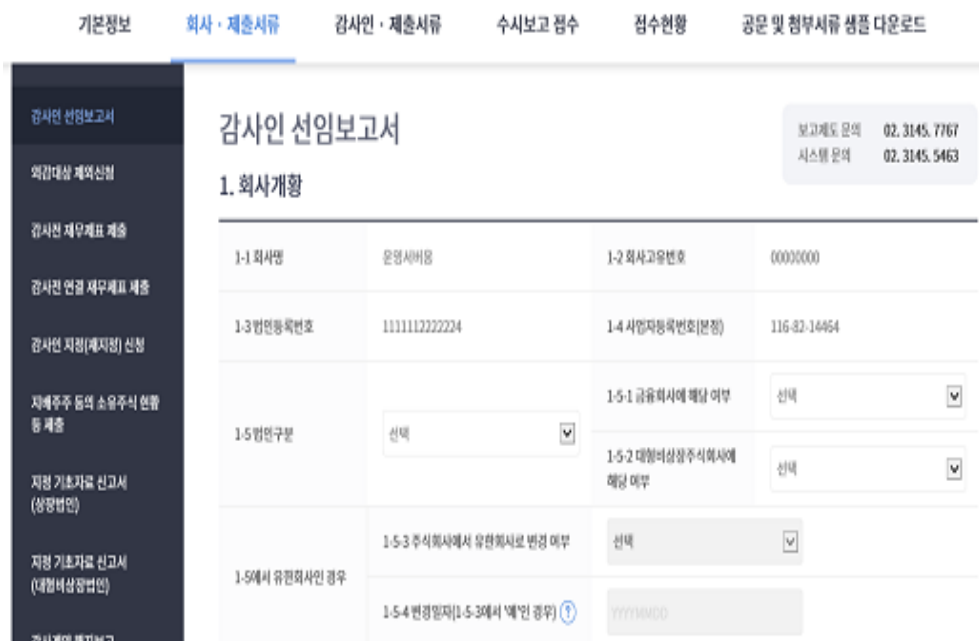 기본정보
회사 · 제출서류
감사인 · 제출서류
수시보고 접수
접수현황
공문 및 첨부서류 샘플 다운로드
감사인 선임보고서
외감대상 제외신청
감사전 재무제표 제출
감사전 연결 재무제표 제출
감사인 지정(재지정) 신청
지배주주 등의 소유주식 현황
등 제출
지정 기초자료 신고서
(상장법인)
지정 기초자료 신고서
(대형비상장법인)
감사계약 해지보고
감사인 선임보고서
보고제도 문의 02. 3145. 7767
시스템 문의 02. 3145. 5463
1. 회사개황
1-1 회사명
운영서버용
1-2 회사고유번호
00000000
1-3 법인등록번호
1111112222224
1-4 사업자등록번호(본점)
116-82-14464
1-5 법인구분
선택
1-5-1 금융회사에 해당 여부
선택
1-5-2 대형비상장주식회사에
해당 여부
선택
1-5에서 유한회사인 경우
1-5-3 주식회사에서 유한회사로 변경 여부
선택
1-5-4 변경일자(1-5-3에서 '예'인 경우) ?
YYYYMMDD